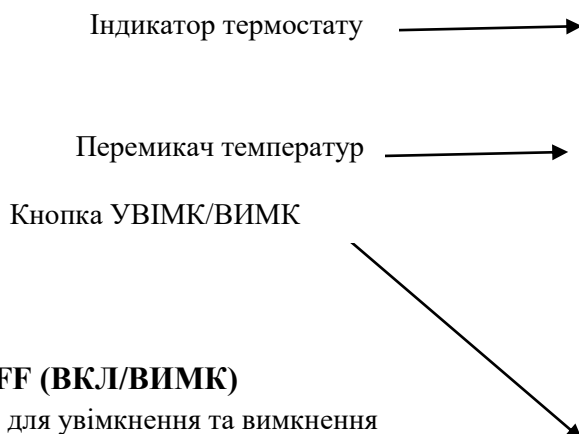 Індикатор термостату
Перемикач температур
Кнопка УВІМК/ВИМК
FF (ВКЛ/ВИМК)
для увімкнення та вимкнення